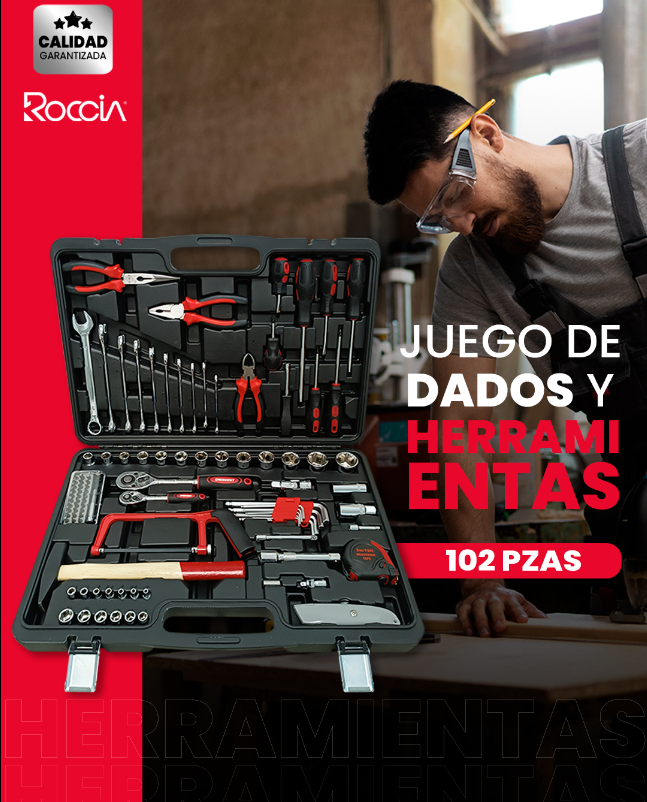 CALIDAD
GARANTIZADA
ROCCIA
JUEGO DE
DADOS Y
HERRAMI
ENTAS
102 PZAS
HERRAMIENTAS
HERRAMIENTAS